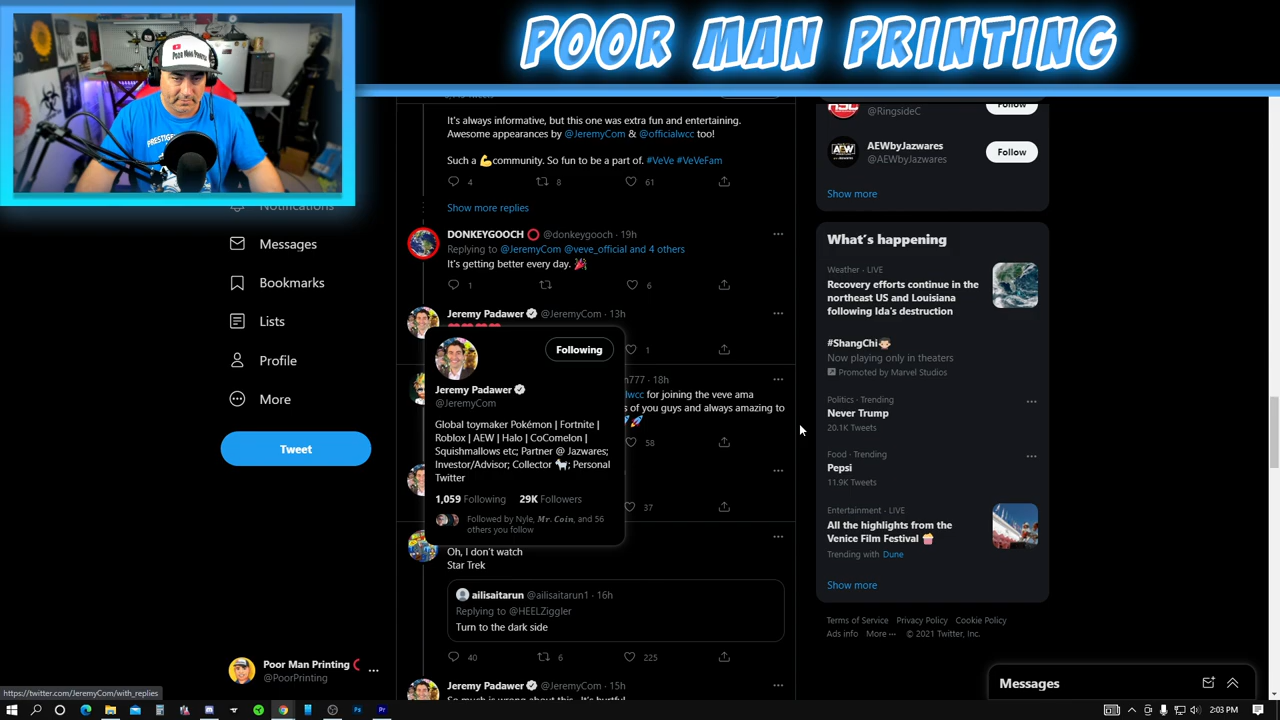 POOR MAN PRINTING
POOR MAN PRINTING
PRESTIGE
It's always informative, but this one was extra fun and entertaining.
Awesome appearances by @JeremyCom & @officialwcc too!
Such a 💪community. So fun to be a part of. #VeVe #VeVeFam
4 8 61
Show more replies
DONKEYGOOCH ⭕ @donkeygooch · 19h
Replying to @JeremyCom @veve_official and 4 others
It's getting better every day. 🎉
1 6
Jeremy Padawer @JeremyCom · 13h
1
Following
Jeremy Padawer
@JeremyCom
Global toymaker Pokémon | Fortnite |
Roblox | AEW | Halo | CoComelon |
Squishmallows etc; Partner @ Jazwares;
Investor/Advisor; Collector 🐐; Personal
Twitter
1,059 Following 29K Followers
Followed by Nyle, 𝑴𝒓. 𝑪𝒐𝒊𝒏, and 56
others you follow
n777 · 18h
lwcc for joining the veve ama
s of you guys and always amazing to
🚀
58
37
Oh, I don't watch
Star Trek
ailisaitarun @ailisaitarun1 · 16h
Replying to @HEELZiggler
Turn to the dark side
40 6 225
Jeremy Padawer @JeremyCom · 15h
Notifications
Messages
Bookmarks
Lists
Profile
More
Tweet
Poor Man Printing ⭕
@PoorPrinting
https://twitter.com/JeremyCom/with_replies
@RingsideC
Follow
AEWbyJazwares
@AEWbyJazwares
Follow
Show more
What's happening
Weather · LIVE
Recovery efforts continue in the
northeast US and Louisiana
following Ida's destruction
#ShangChi
Now playing only in theaters
Promoted by Marvel Studios
Politics · Trending
Never Trump
20.1K Tweets
Food · Trending
Pepsi
11.9K Tweets
Entertainment · LIVE
All the highlights from the
Venice Film Festival 🍿
Trending with Dune
Show more
Terms of Service Privacy Policy Cookie Policy
Ads info More ··· © 2021 Twitter, Inc.
Messages
2:03 PM